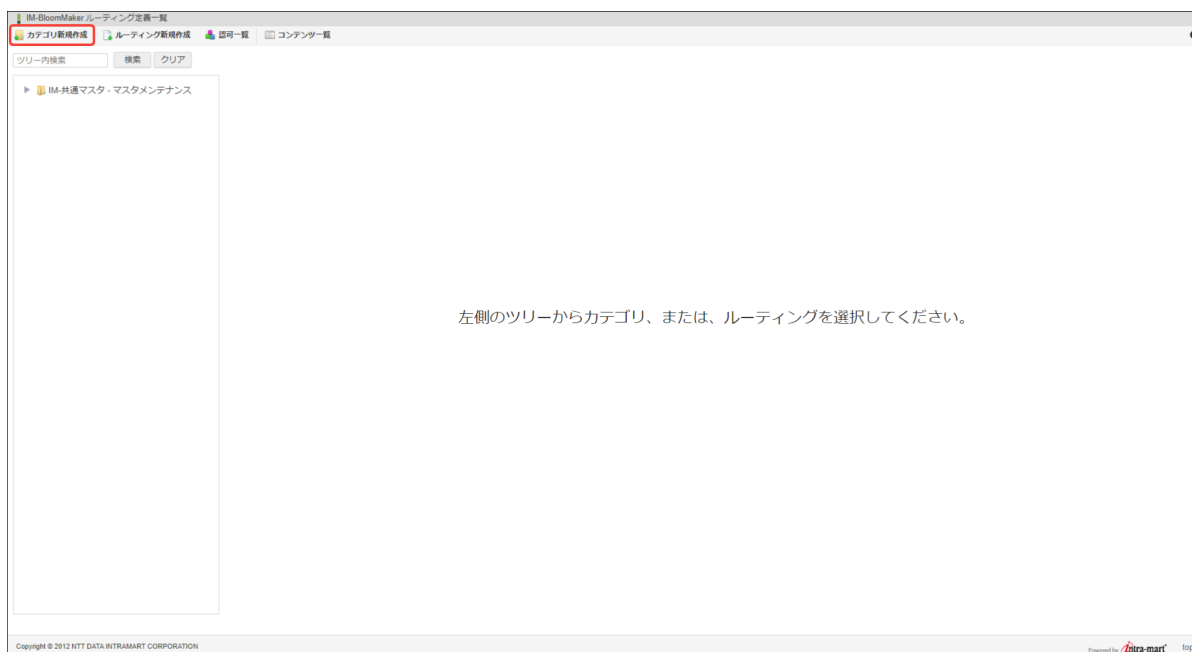 IM-BloomMaker ルーティング定義一覧
カテゴリ新規作成 ルーティング新規作成 認可一覧 コンテンツ一覧
ツリー内検索 検索 クリア
IM-共通マスタ - マスタメンテナンス
左側のツリーからカテゴリ、または、ルーティングを選択してください。
Copyright © 2012 NTT DATA INTRAMART CORPORATION
Powered by intra-mart top